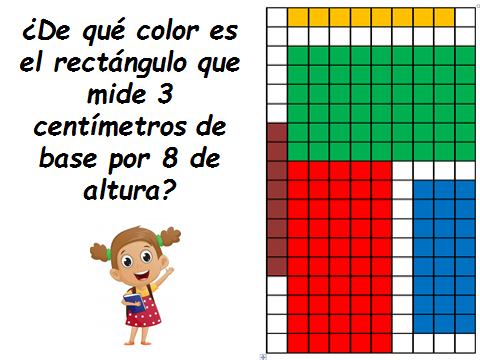 ¿De qué color es
el rectángulo que
mide 3
centímetros de
base por 8 de
altura?